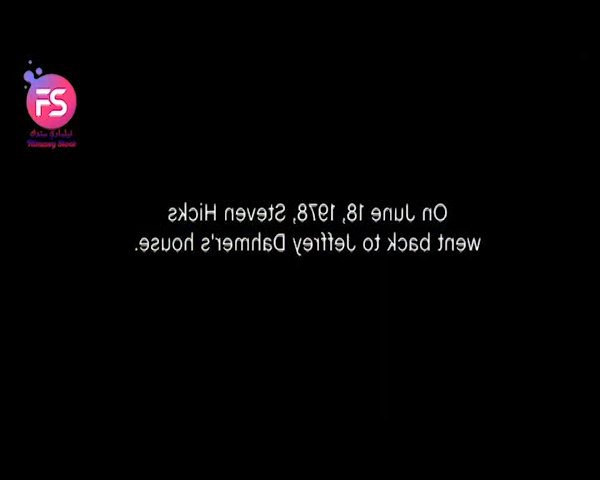 FS
On June 18, 1978, Steven Hicks
went back to Jeffrey Dahmer's house.